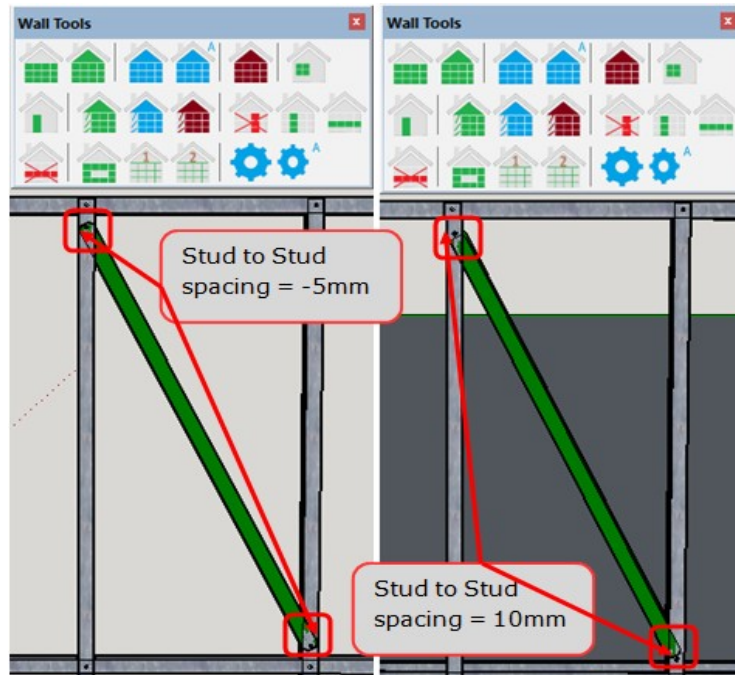 Wall Tools
x
A
1
2
A
Stud to Stud
spacing = -5mm
Wall Tools
x
A
1
2
A
Stud to Stud
spacing = 10mm